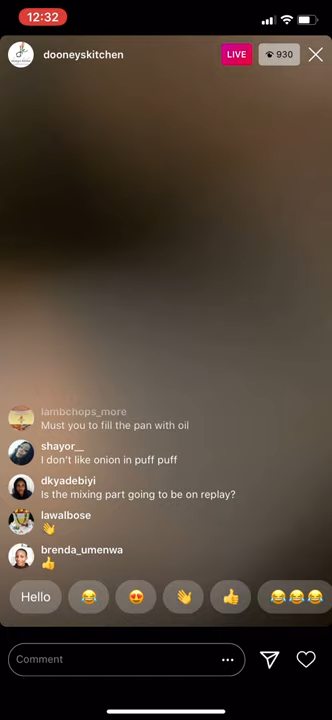 12:32
dooneyskitchen
LIVE
930
lambchops_more
Must you to fill the pan with oil
shayor__
I don't like onion in puff puff
dkyadebiyi
Is the mixing part going to be on replay?
lawalbose
👋
brenda_umenwa
👍
Hello 😂 😍 👋 👍 😂😂😂
Comment